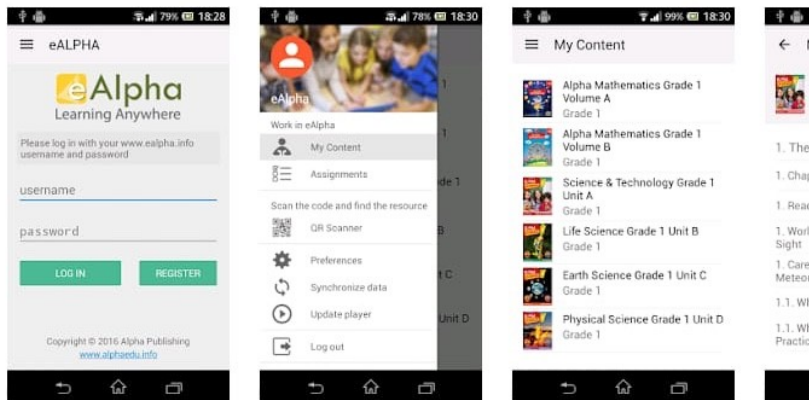 79% 18:28
eALPHA
eAlpha
Learning Anywhere
Please log in with your www.ealpha.info
username and password
username
password
LOG IN
REGISTER
Copyright © 2016 Alpha Publishing
www.alphaedu.info
78% 18:30
eAlpha
Work in eAlpha
My Content
Assignments
Scan the code and find the resource
QR Scanner
Preferences
Synchronize data
Update player
Log out
1
1
de 1
B
t C
Unit D
99% 18:30
My Content
Alpha Mathematics Grade 1
Volume A
Grade 1
Alpha Mathematics Grade 1
Volume B
Grade 1
Science & Technology Grade 1
Unit A
Grade 1
Life Science Grade 1 Unit B
Grade 1
Earth Science Grade 1 Unit C
Grade 1
Physical Science Grade 1 Unit D
Grade 1
1. The
1. Chap
1. Read
1. Worl
Sight
1. Care
Meteor
1.1. Wh
1.1. Wh
Practic